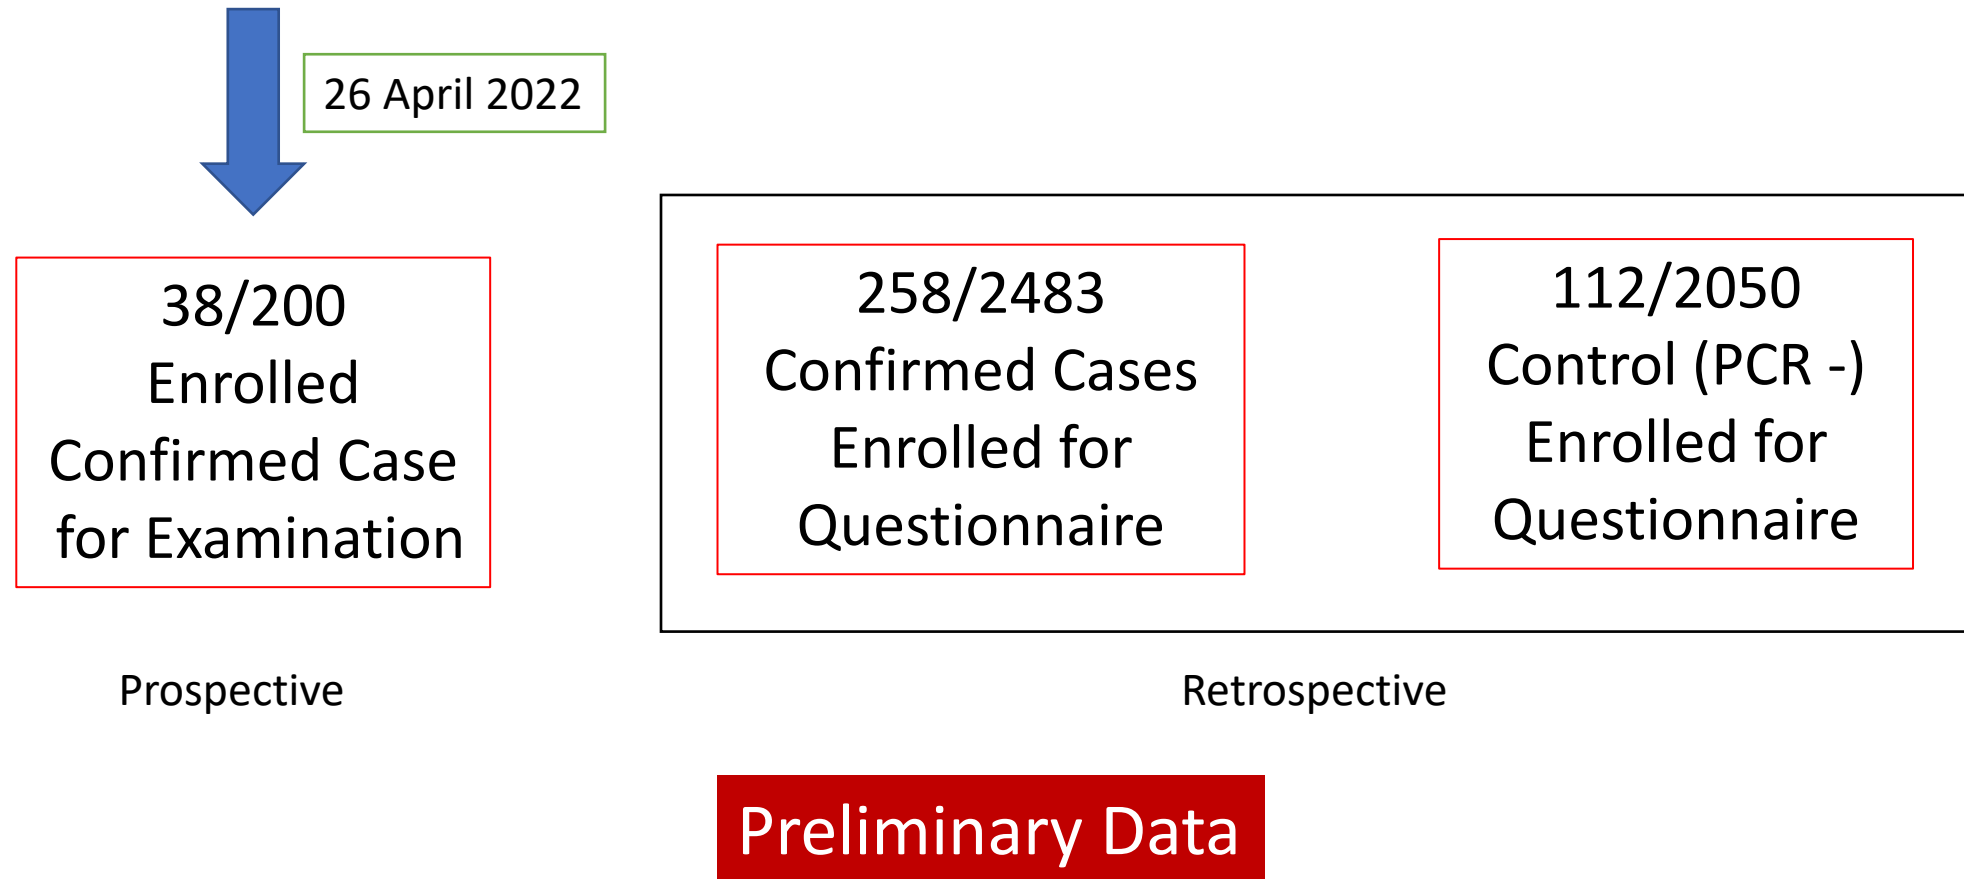 26 April 2022
38/200
Enrolled
Confirmed Case
for Examination
258/2483
Confirmed Cases
Enrolled for
Questionnaire
112/2050
Control (PCR -)
Enrolled for
Questionnaire
Prospective
Retrospective
Preliminary Data